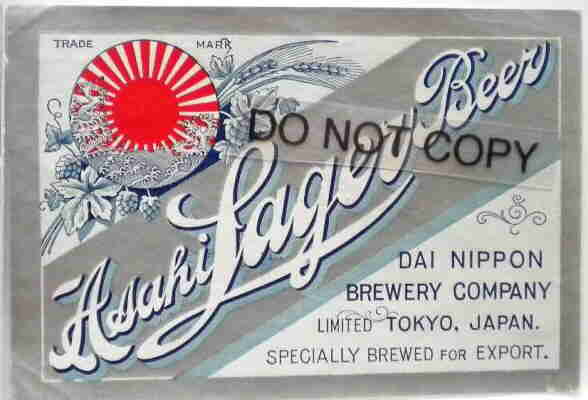 TRADE MARK
Asahi Lager Beer
DO NOT COPY
DAI NIPPON
BREWERY COMPANY
LIMITED TOKYO, JAPAN.
SPECIALLY BREWED FOR EXPORT.